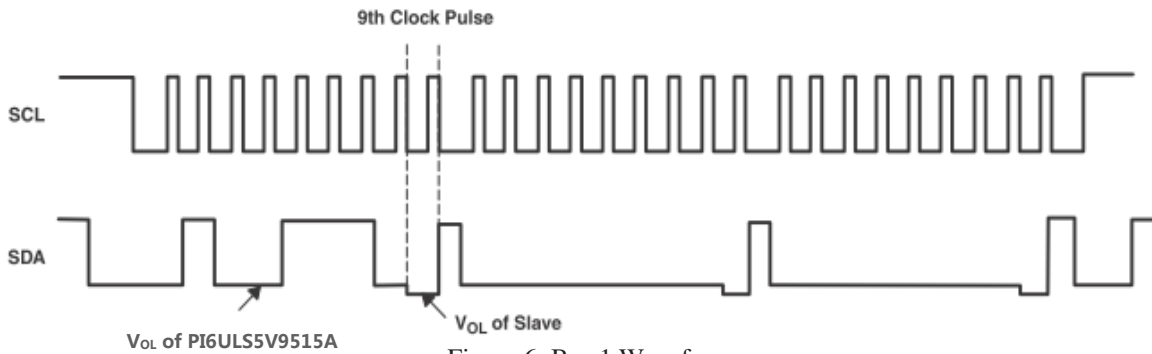 9th Clock Pulse
SCL
SDA
VOL of Slave
VOL of PI6ULS5V9515A